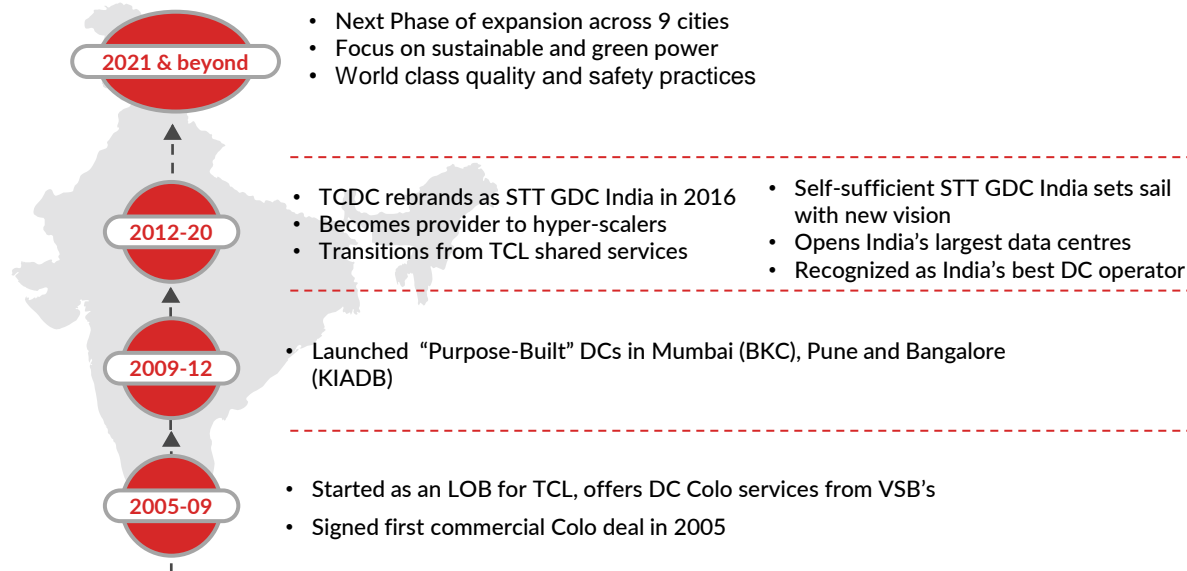 2021 & beyond
• Next Phase of expansion across 9 cities
• Focus on sustainable and green power
• World class quality and safety practices
2012-20
• TCDC rebrands as STT GDC India in 2016
• Becomes provider to hyper-scalers
• Transitions from TCL shared services
• Self-sufficient STT GDC India sets sail
with new vision
• Opens India’s largest data centres
• Recognized as India’s best DC operator
2009-12
• Launched “Purpose-Built” DCs in Mumbai (BKC), Pune and Bangalore
(KIADB)
2005-09
• Started as an LOB for TCL, offers DC Colo services from VSB’s
• Signed first commercial Colo deal in 2005